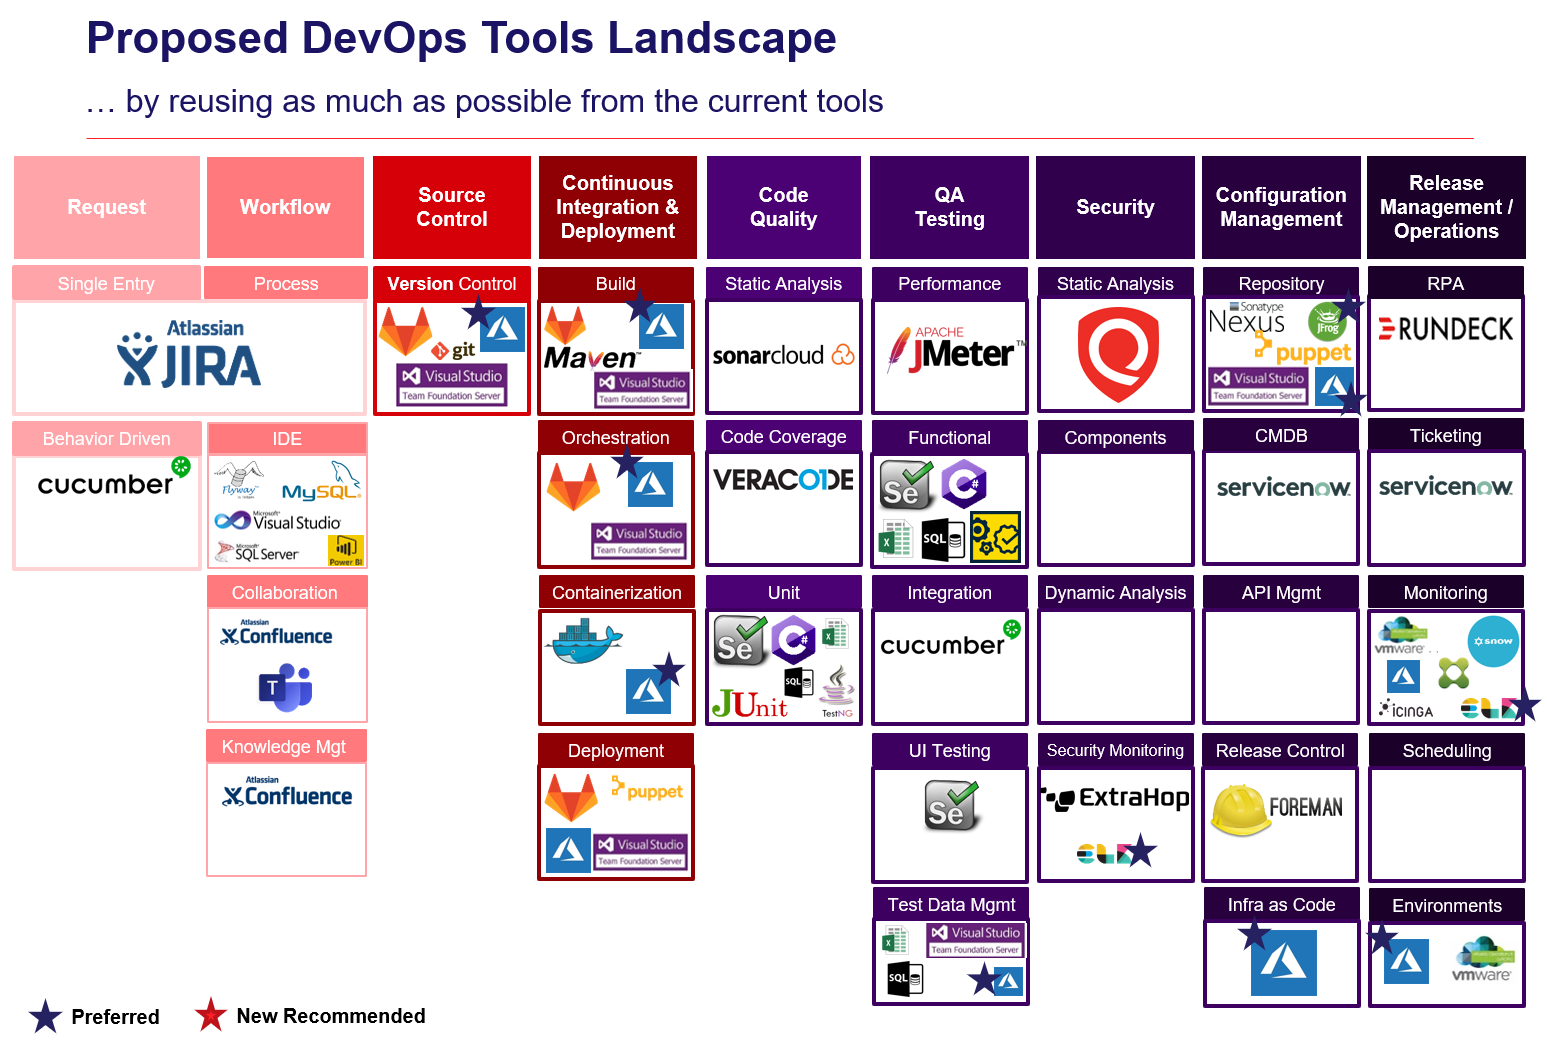 Proposed DevOps Tools Landscape
… by reusing as much as possible from the current tools
Request
Workflow
Source
Control
Continuous
Integration &
Deployment
Code
Quality
QA
Testing
Security
Configuration
Management
Release
Management /
Operations
Single Entry
Process
Atlassian
JIRA
Behavior Driven
cucumber
IDE
Flyway
MySQL
Microsoft
Visual Studio
Microsoft
SQL Server
Power BI
Collaboration
Atlassian
Confluence
T
Knowledge Mgt
Atlassian
Confluence
Version Control
git
Visual Studio
Team Foundation Server
Build
Maven™
Visual Studio
Team Foundation Server
Orchestration
Visual Studio
Team Foundation Server
Containerization
Deployment
puppet
Visual Studio
Team Foundation Server
Static Analysis
sonarcloud
Code Coverage
VERACODE
Unit
Se
C#
X
SQL
JUnit
TestNG
Performance
APACHE
JMeter™
Functional
Se
C#
X
SQL
Integration
cucumber
UI Testing
Se
Test Data Mgmt
X
Visual Studio
Team Foundation Server
SQL
Static Analysis
Components
Dynamic Analysis
Security Monitoring
ExtraHop
Repository
Sonatype
Nexus
JFrog
puppet
Visual Studio
Team Foundation Server
CMDB
servicenow
API Mgmt
Release Control
FOREMAN
Infra as Code
RPA
RUNDECK
Ticketing
servicenow
Monitoring
vmware
snow
ICINGA
Scheduling
Environments
vmware
Preferred
New Recommended